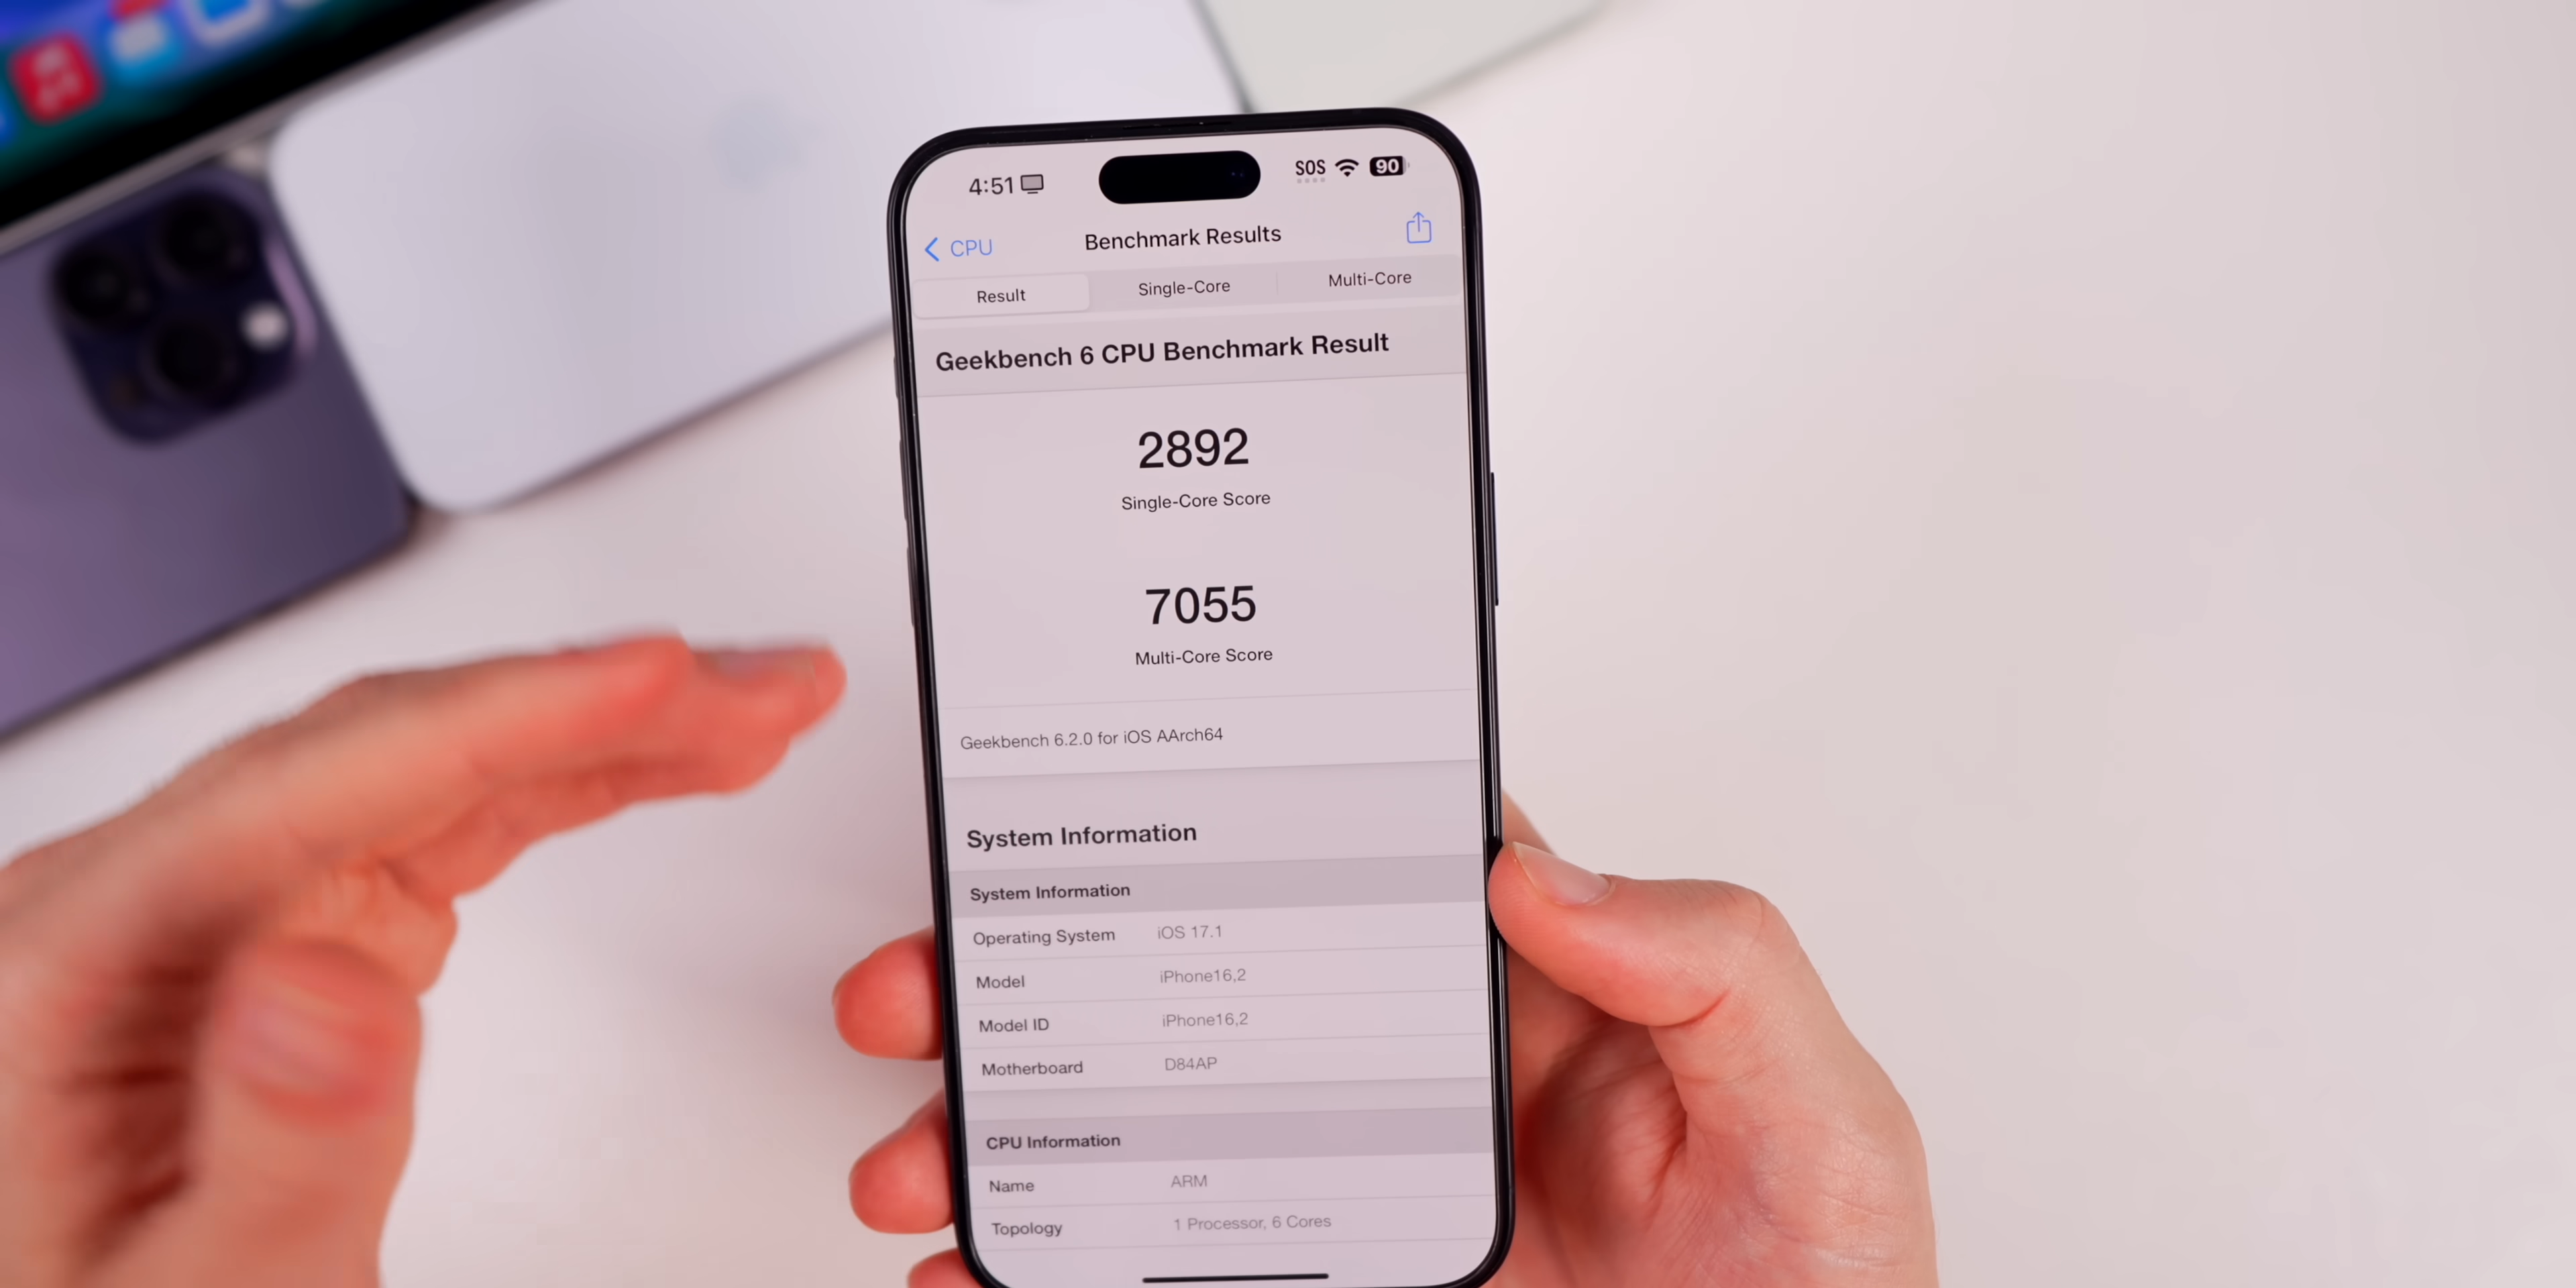 4:51
SOS
90
CPU
Benchmark Results
Result
Single-Core
Multi-Core
Geekbench 6 CPU Benchmark Result
2892
Single-Core Score
7055
Multi-Core Score
Geekbench 6.2.0 for iOS AArch64
System Information
System Information
Operating System iOS 17.1
Model iPhone16,2
Model ID iPhone16,2
Motherboard D84AP
CPU Information
Name ARM
Topology 1 Processor, 6 Cores